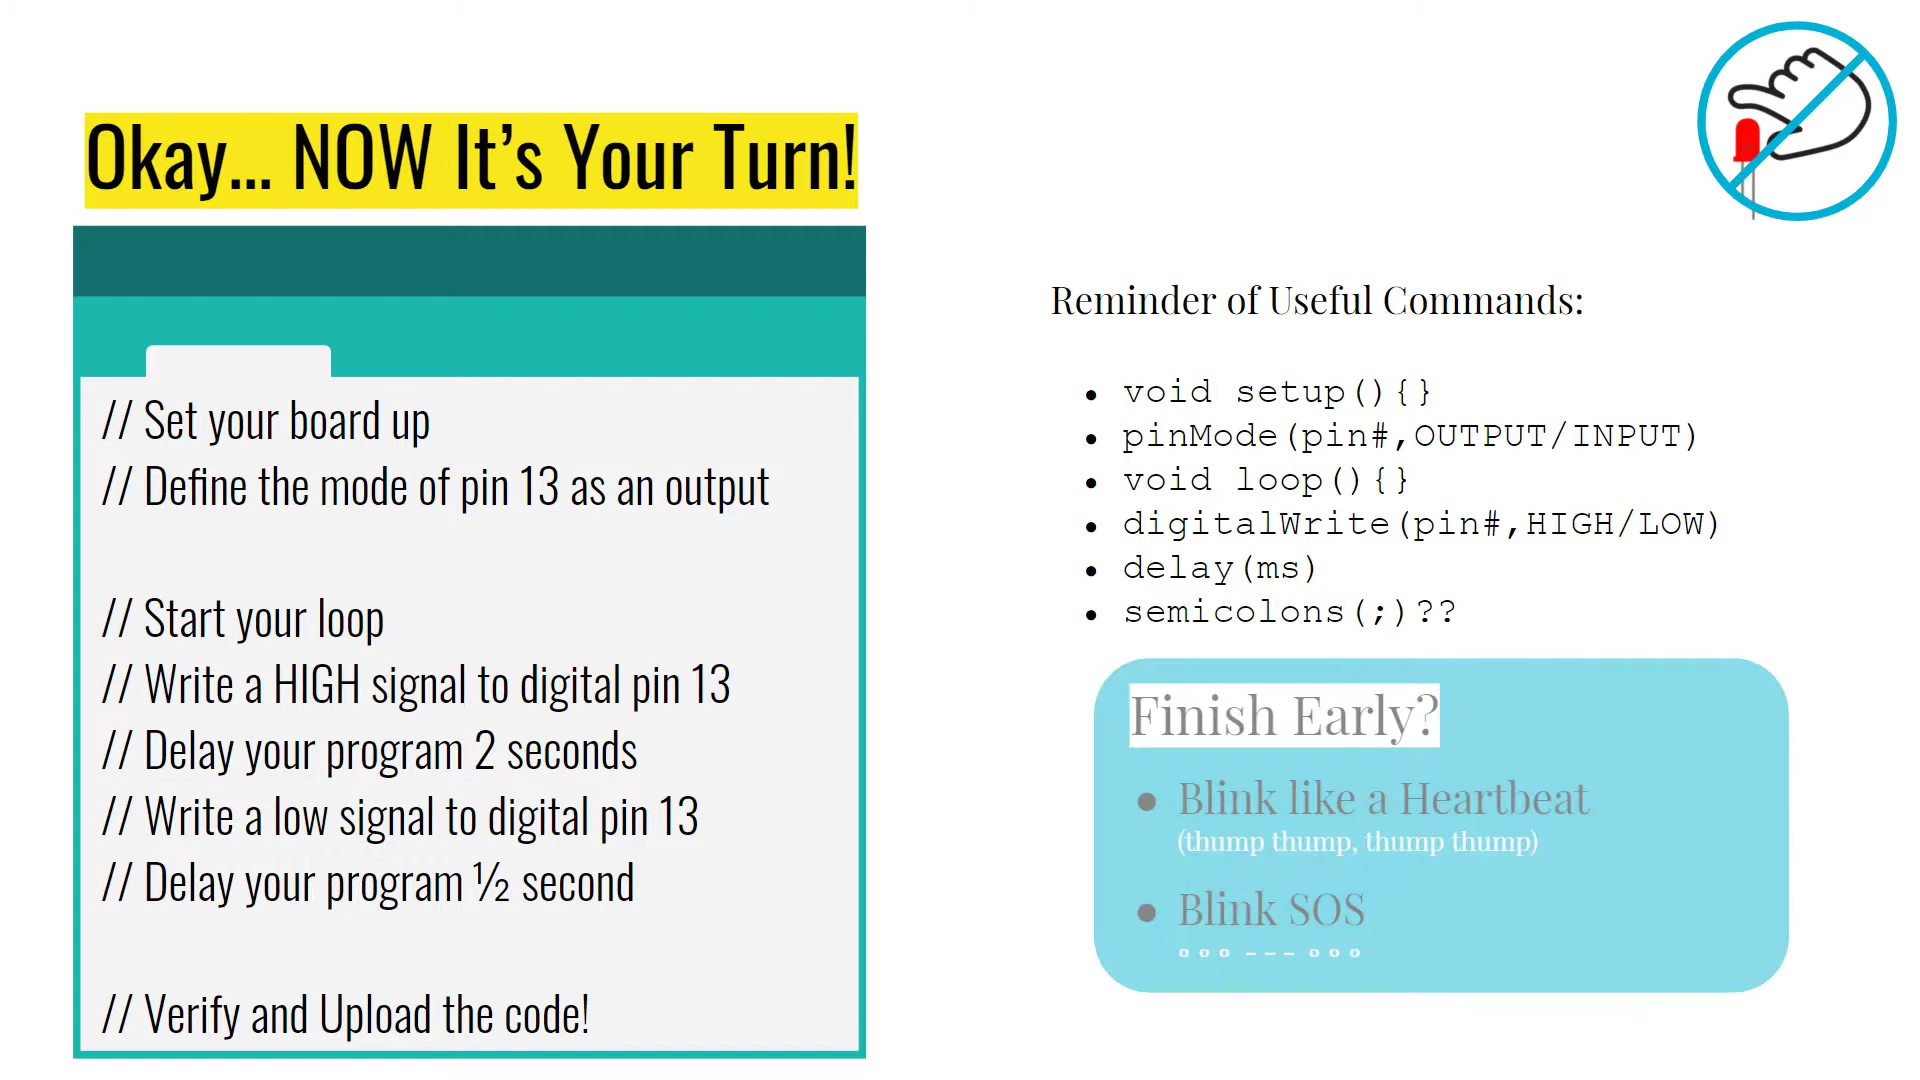 Okay... NOW It’s Your Turn!
// Set your board up
// Define the mode of pin 13 as an output
// Start your loop
// Write a HIGH signal to digital pin 13
// Delay your program 2 seconds
// Write a low signal to digital pin 13
// Delay your program ½ second
// Verify and Upload the code!
Reminder of Useful Commands:
● void setup(){}
● pinMode(pin#,OUTPUT/INPUT)
● void loop(){}
● digitalWrite(pin#,HIGH/LOW)
● delay(ms)
● semicolons(;)??
Finish Early?
● Blink like a Heartbeat
(thump thump, thump thump)
● Blink SOS
o o o – – – o o o